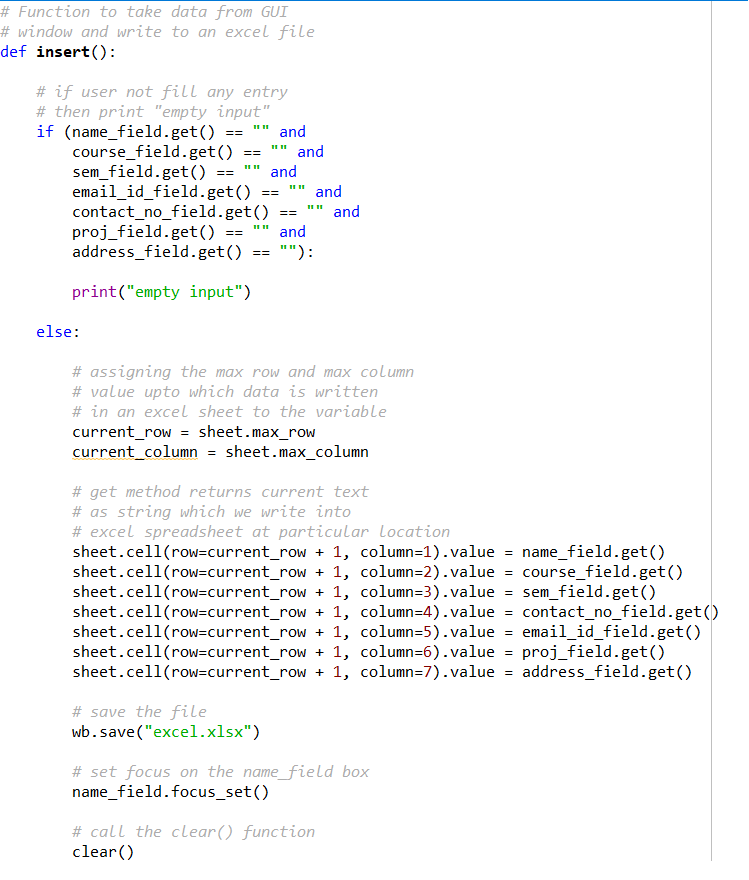 # Function to take data from GUI
# window and write to an excel file
def insert():
# if user not fill any entry
# then print "empty input"
if (name_field.get() == "" and
course_field.get() == "" and
sem_field.get() == "" and
email_id_field.get() == "" and
contact_no_field.get() == "" and
proj_field.get() == "" and
address_field.get() == ""):
print("empty input")
else:
# assigning the max row and max column
# value upto which data is written
# in an excel sheet to the variable
current_row = sheet.max_row
current_column = sheet.max_column
# get method returns current text
# as string which we write into
# excel spreadsheet at particular location
sheet.cell(row=current_row + 1, column=1).value = name_field.get()
sheet.cell(row=current_row + 1, column=2).value = course_field.get()
sheet.cell(row=current_row + 1, column=3).value = sem_field.get()
sheet.cell(row=current_row + 1, column=4).value = contact_no_field.get()
sheet.cell(row=current_row + 1, column=5).value = email_id_field.get()
sheet.cell(row=current_row + 1, column=6).value = proj_field.get()
sheet.cell(row=current_row + 1, column=7).value = address_field.get()
# save the file
wb.save("excel.xlsx")
# set focus on the name_field box
name_field.focus_set()
# call the clear() function
clear()